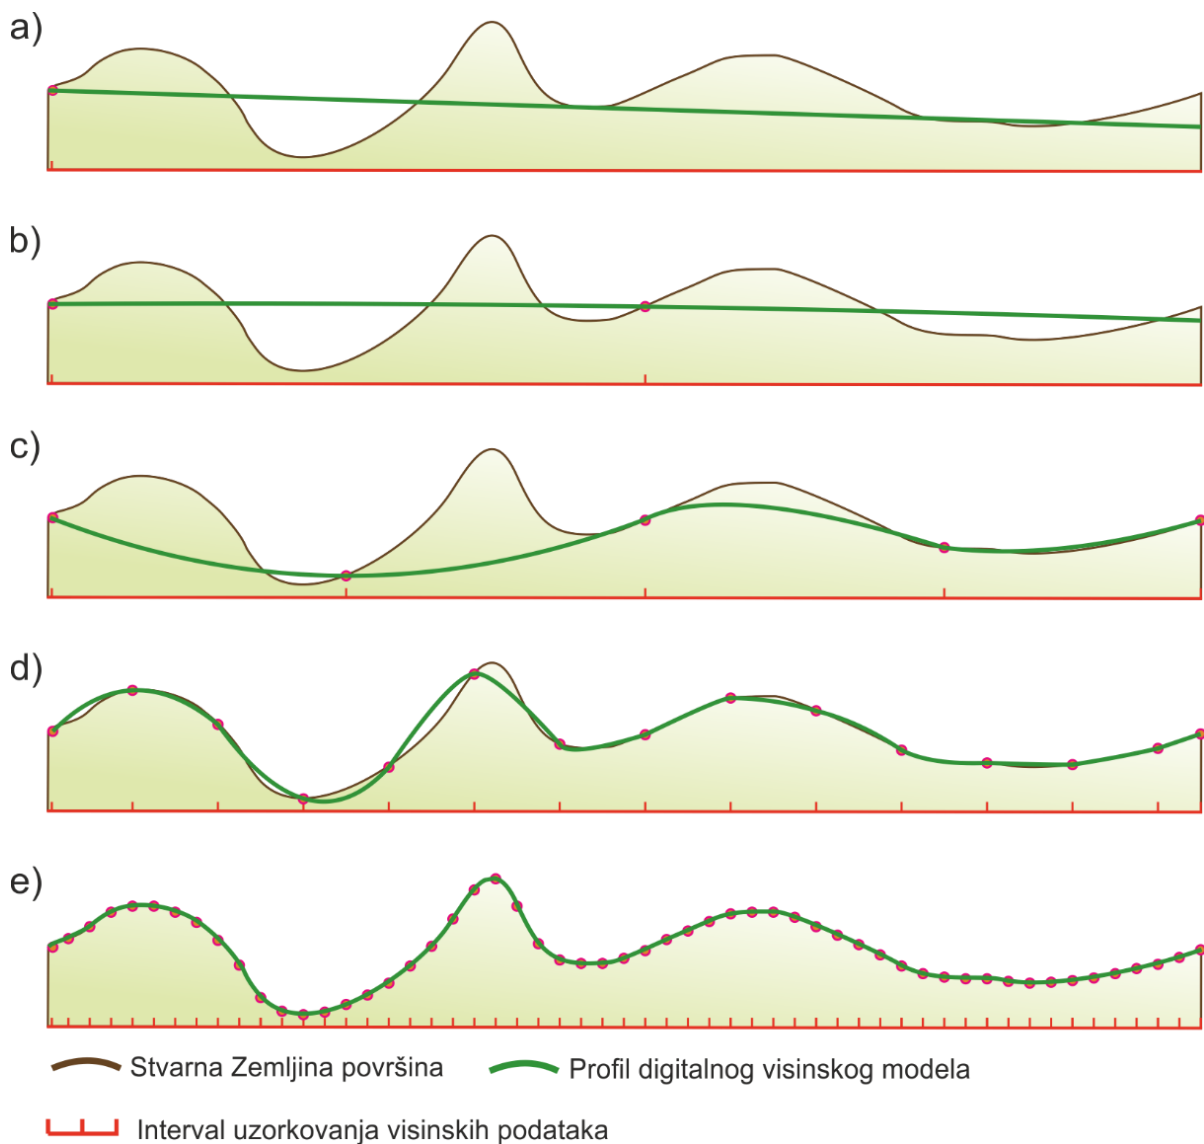 a)
b)
c)
d)
e)
Stvarna Zemljina površina
Profil digitalnog visinskog modela
Interval uzorkovanja visinskih podataka